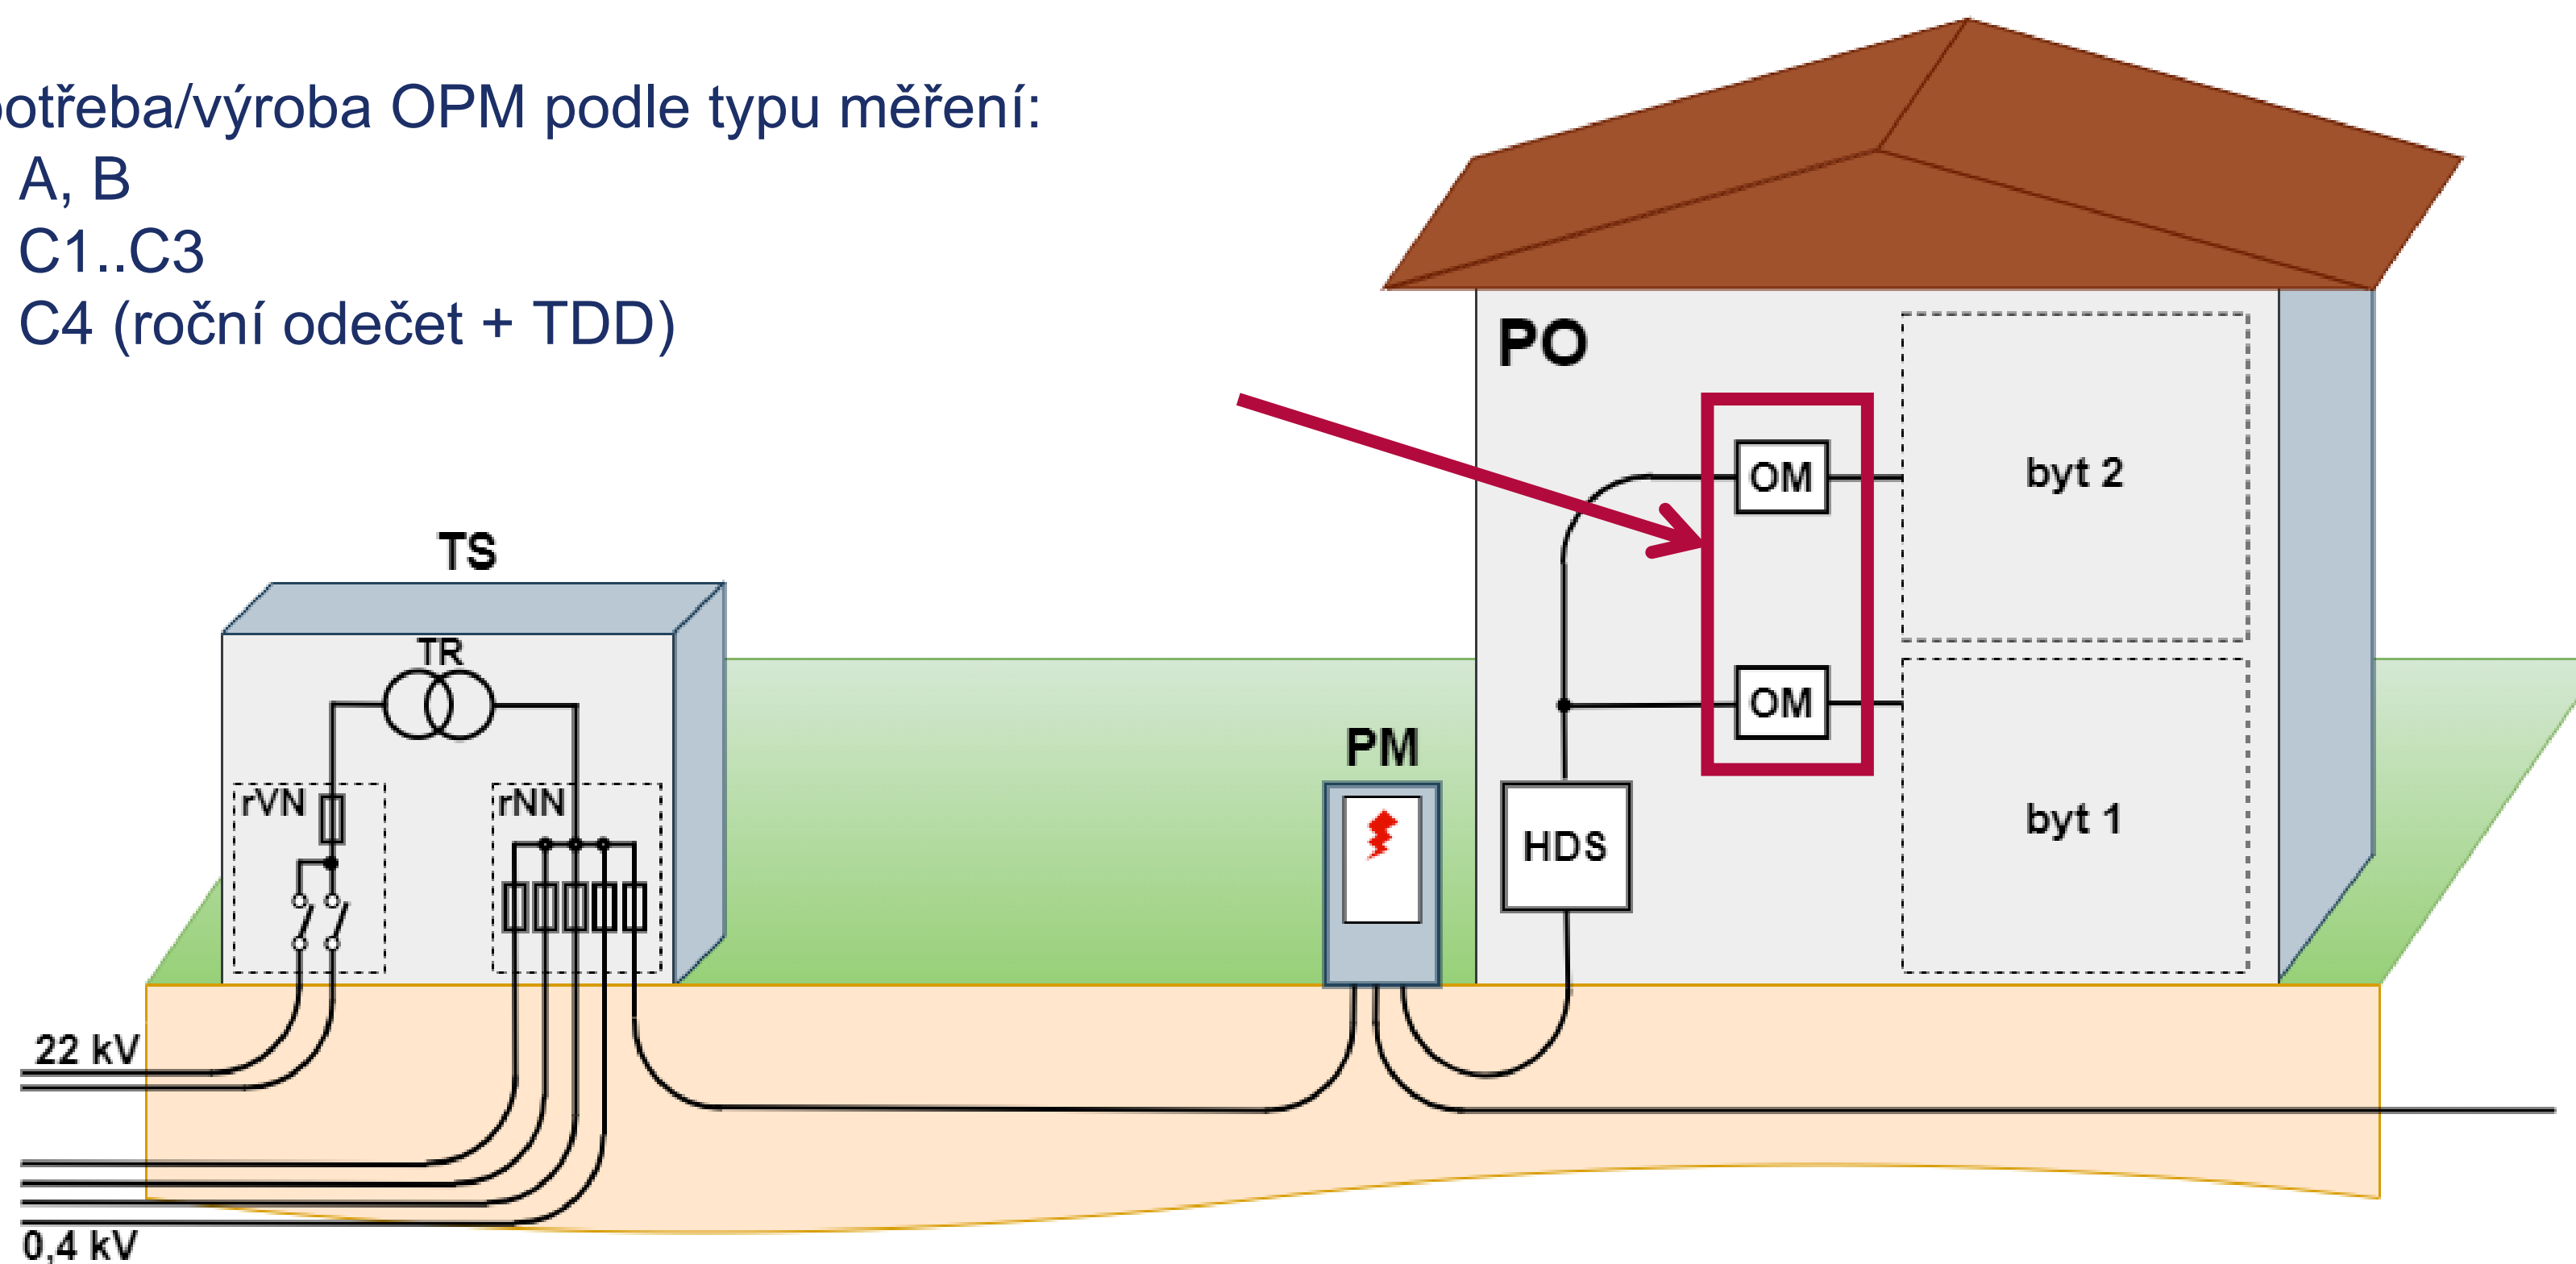 potřeba/výroba OPM podle typu měření:
A, B
C1..C3
C4 (roční odečet + TDD)
PO
OM
byt 2
TS
TR
OM
PM
rVN
rNN
HDS
byt 1
22 kV
0,4 kV